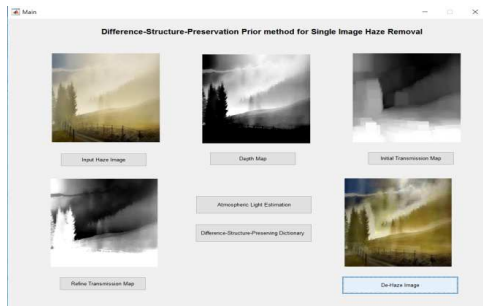 Main
Difference-Structure-Preservation Prior method for Single Image Haze Removal
Input Haze Image
Depth Map
Initial Transmission Map
Atmospheric Light Estimation
Difference-Structure-Preserving Dictionary
Refine Transmission Map
De-Haze Image